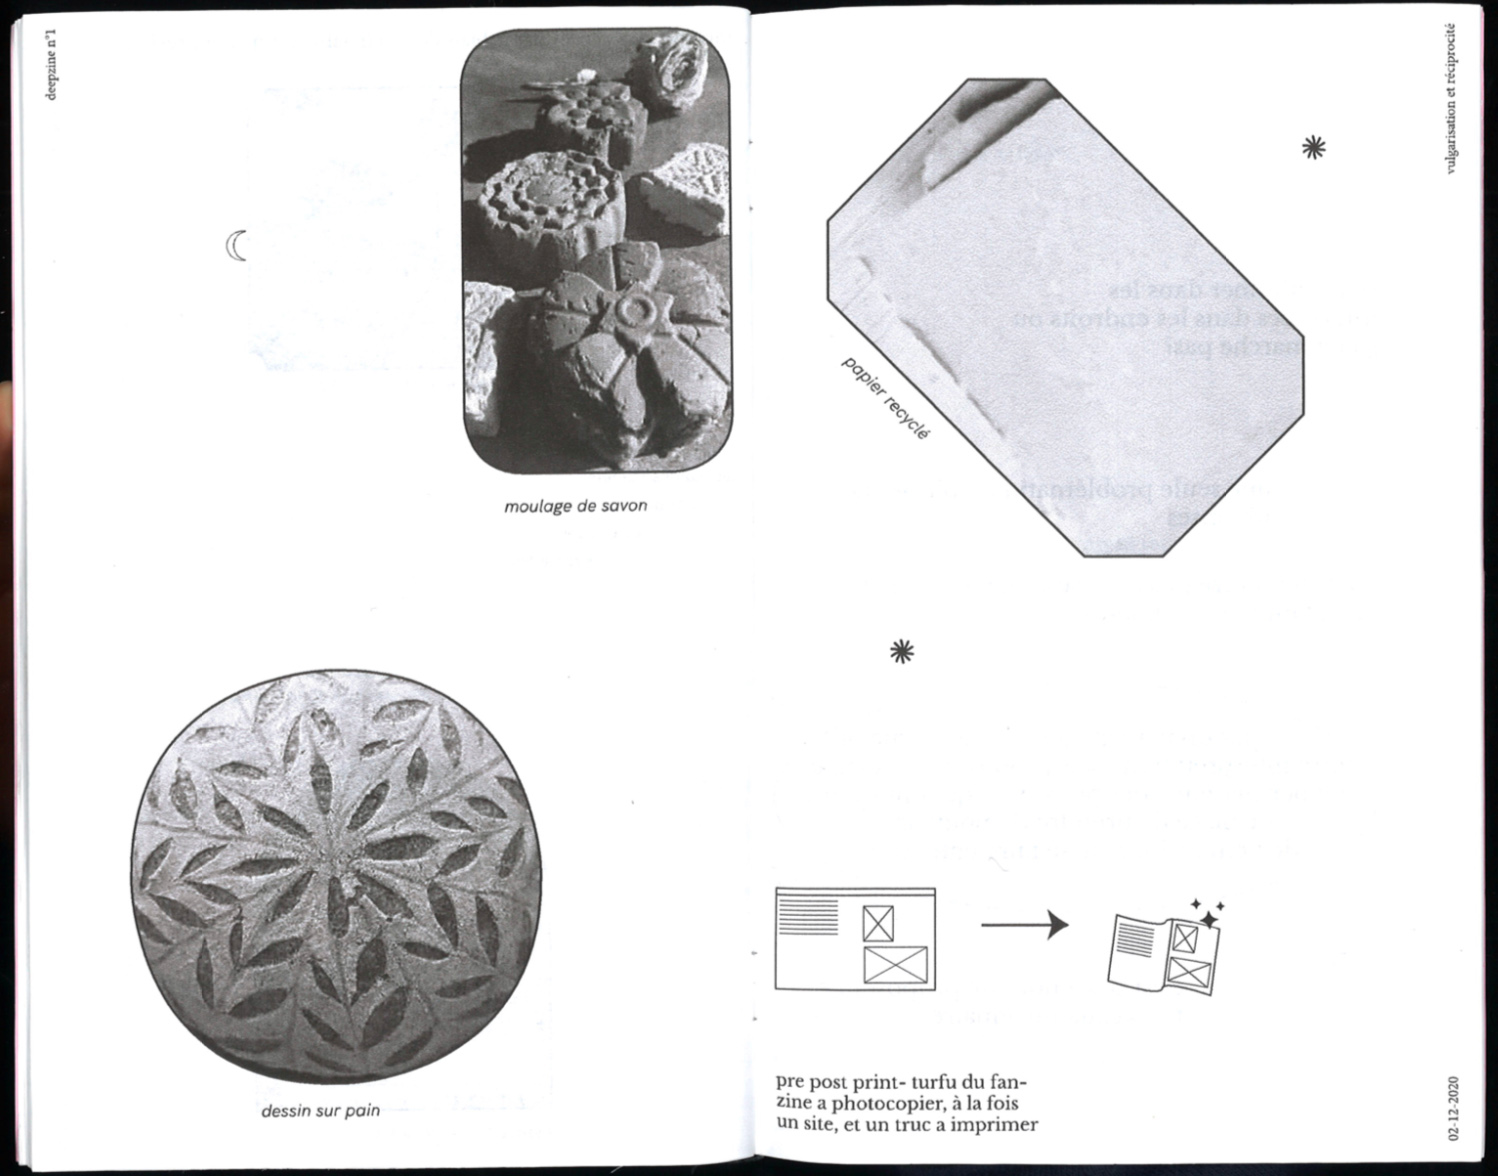 deepzine n°1
moulage de savon
dessin sur pain
vulgarisation et réciprocité
papier recyclé
pre post print- turfu du fan-
zine a photocopier, à la fois
un site, et un truc a imprimer
02-12-2020